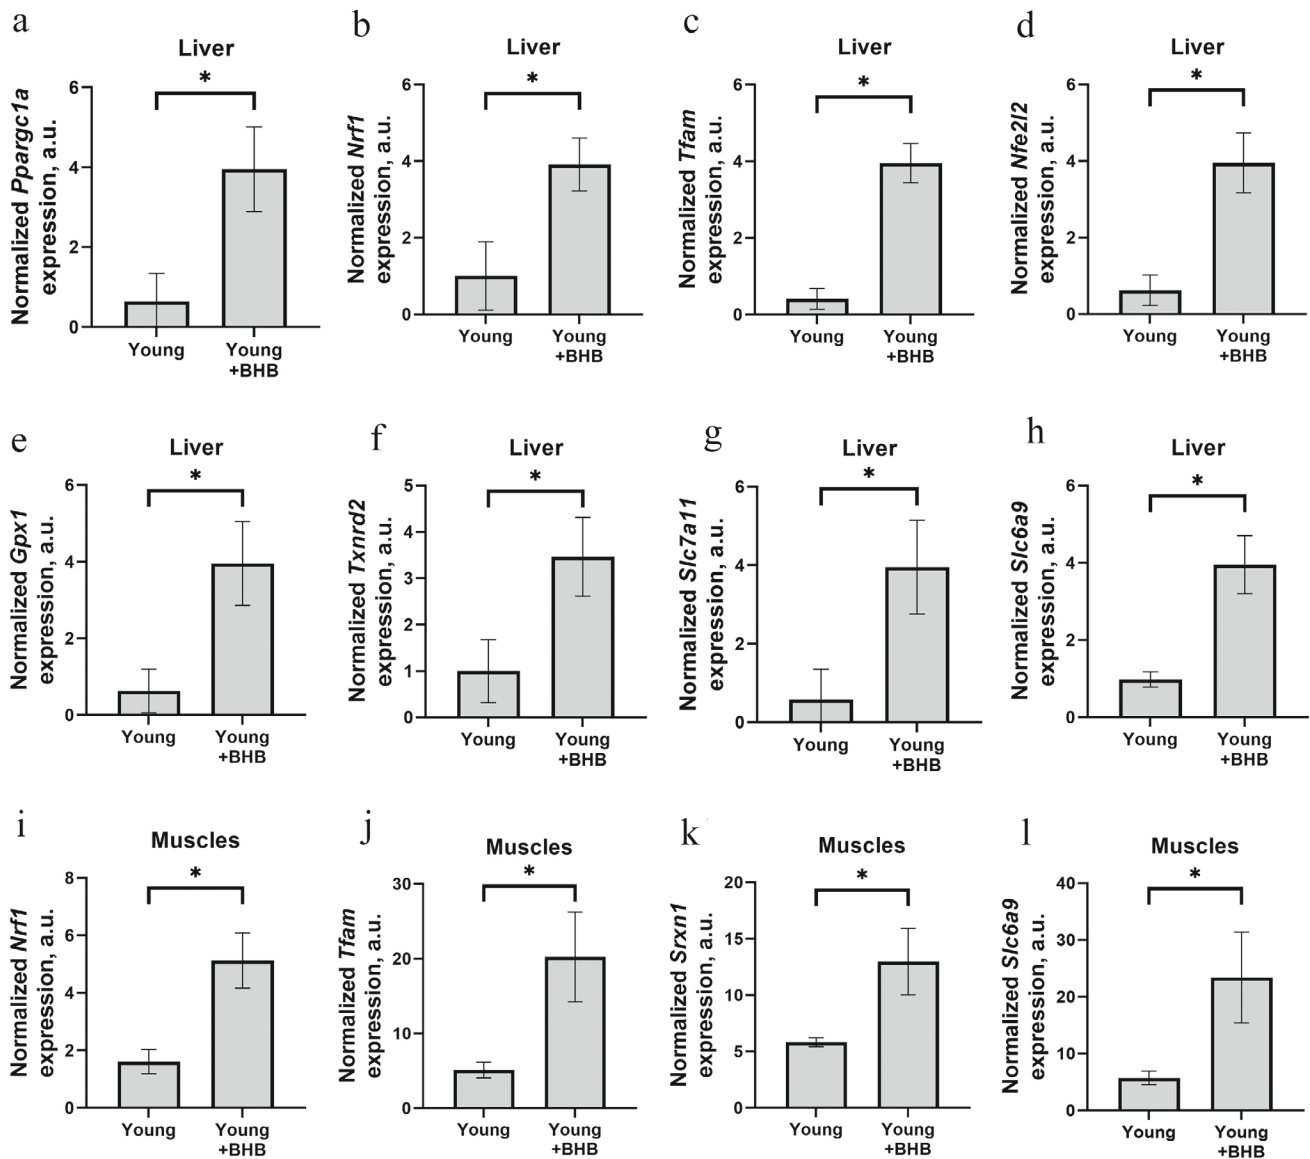 a
Liver
*
Normalized Ppargc1a
expression, a.u.
6
4
2
0
Young
Young
+BHB
b
Liver
*
Normalized Nrf1
expression, a.u.
6
4
2
0
Young
Young
+BHB
c
Liver
*
Normalized Tfam
expression, a.u.
6
4
2
0
Young
Young
+BHB
d
Liver
*
Normalized Nfe2l2
expression, a.u.
6
4
2
0
Young
Young
+BHB
e
Liver
*
Normalized Gpx1
expression, a.u.
6
4
2
0
Young
Young
+BHB
f
Liver
*
Normalized Txnrd2
expression, a.u.
5
4
3
2
1
0
Young
Young
+BHB
g
Liver
*
Normalized Slc7a11
expression, a.u.
6
4
2
0
Young
Young
+BHB
h
Liver
*
Normalized Slc6a9
expression, a.u.
6
4
2
0
Young
Young
+BHB
i
Muscles
*
Normalized Nrf1
expression, a.u.
8
6
4
2
0
Young
Young
+BHB
j
Muscles
*
Normalized Tfam
expression, a.u.
30
20
10
0
Young
Young
+BHB
k
Muscles
*
Normalized Srxn1
expression, a.u.
20
15
10
5
0
Young
Young
+BHB
l
Muscles
*
Normalized Slc6a9
expression, a.u.
40
30
20
10
0
Young
Young
+BHB